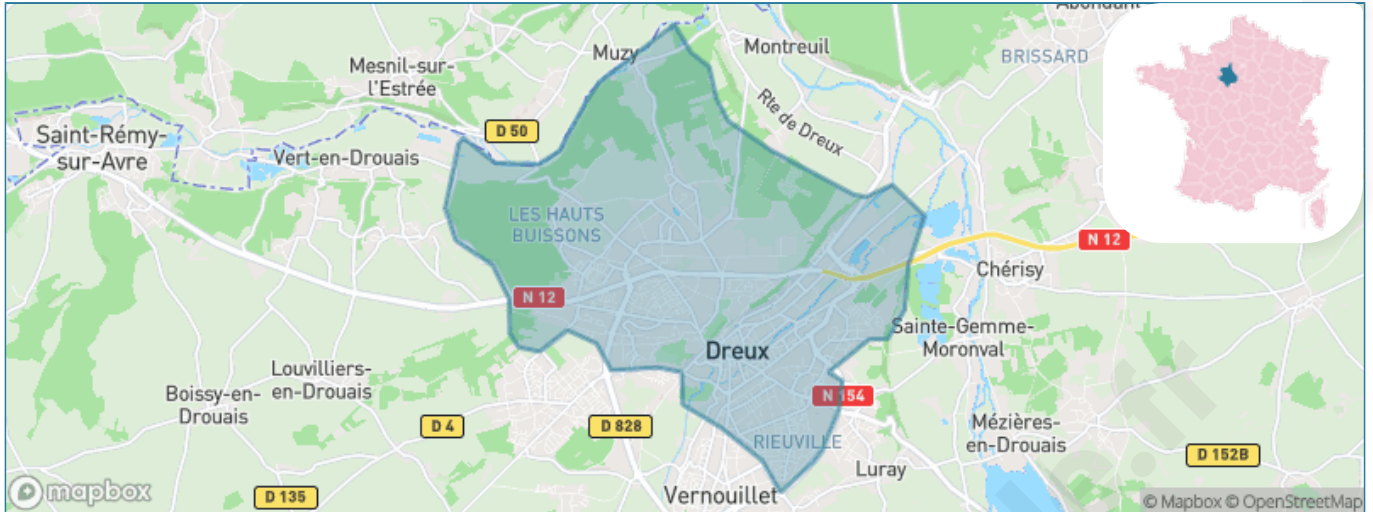 Abondant
Muzy
Montreuil
BRISSARD
Mesnil-sur-
l'Estrée
Rte de Dreux
Saint-Rémy-
sur-Avre
D 50
Vert-en-Drouais
LES HAUTS
BUISSONS
N 12
Chérisy
N 12
Sainte-Gemme-
Moronval
Dreux
Louvilliers-
en-Drouais
Boissy-en-
Drouais
N 154
D 4
D 828
RIEUVILLE
Mézières-
en-Drouais
D 152B
Luray
Vernouillet
D 135
mapbox
© Mapbox © OpenStreetMap